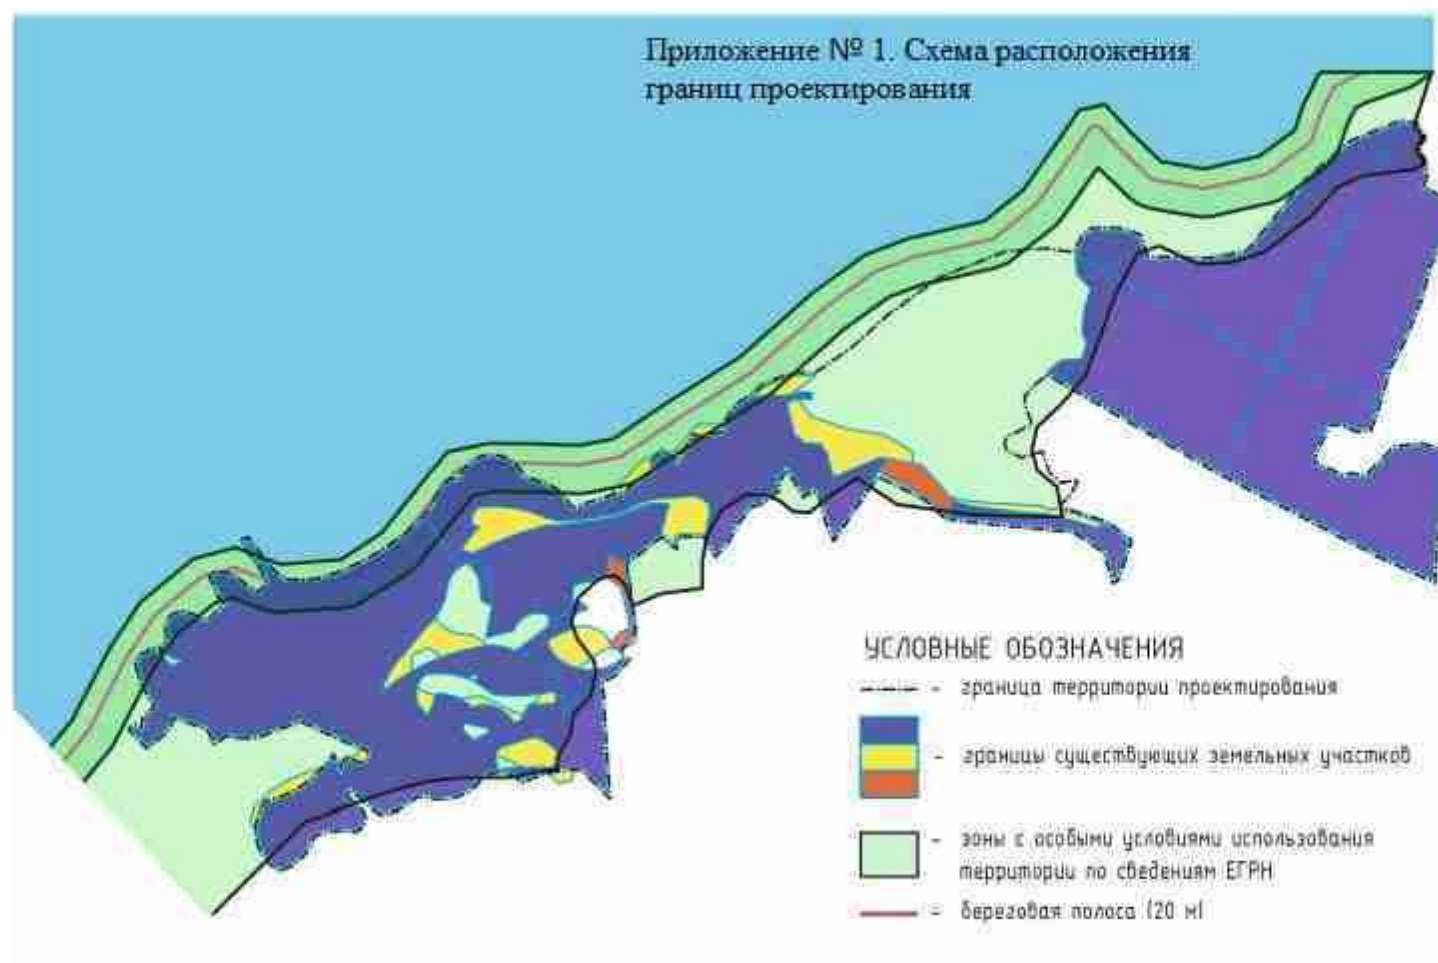 Приложение № 1. Схема расположения
границ проектирования
УСЛОВНЫЕ ОБОЗНАЧЕНИЯ
- граница территории проектирования
- границы существующих земельных участков
- зоны с особыми условиями использования
территории по сведениям ЕГРН
- береговая полоса (20 м)